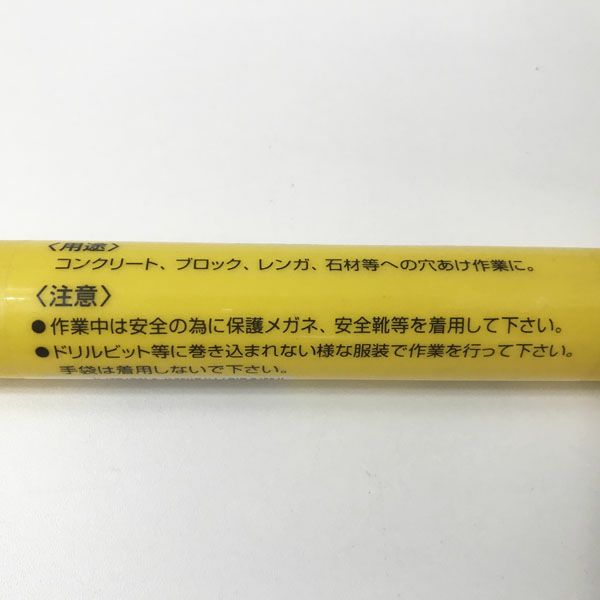 〈用途〉
コンクリート、ブロック、レンガ、石材等への穴あけ作業に。
〈注意〉
●作業中は安全の為に保護メガネ、安全靴等を着用して下さい。
●ドリルビット等に巻き込まれない様な服装で作業を行って下さい。
手袋は着用しないで下さい。